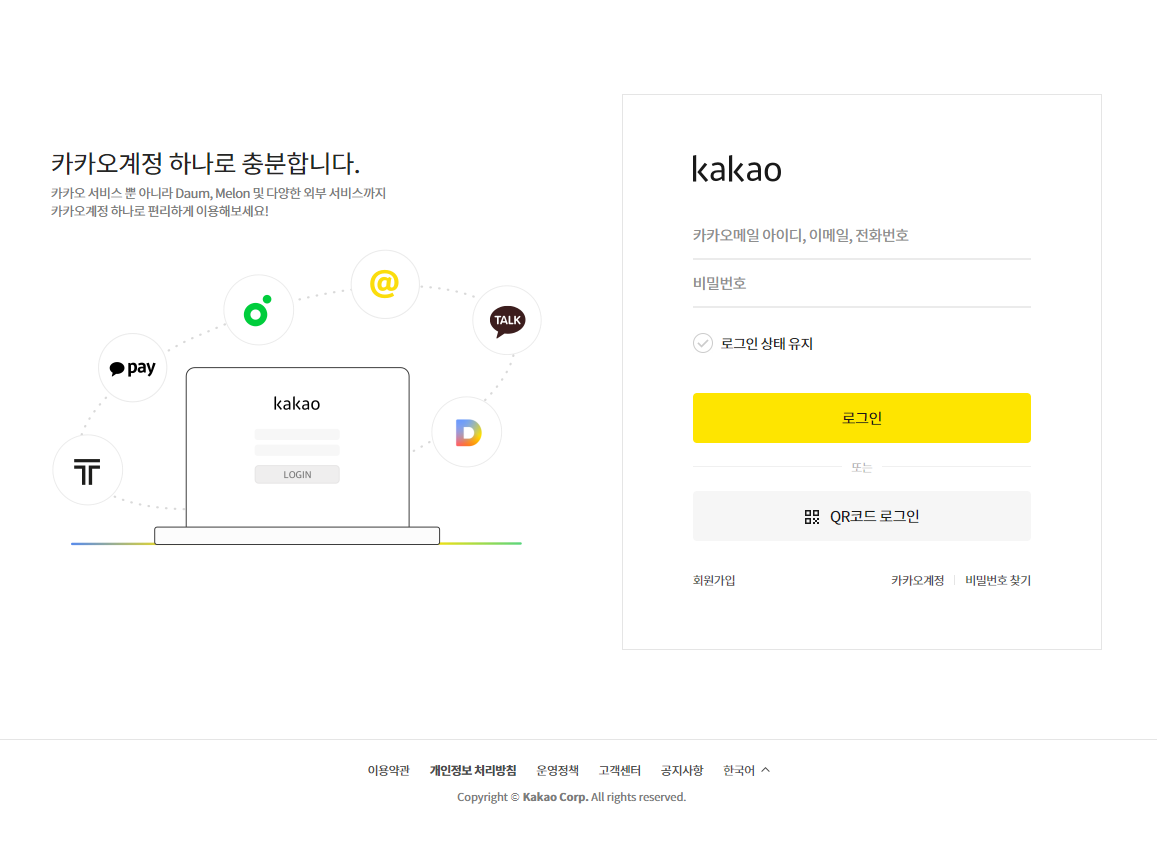 카카오계정 하나로 충분합니다.
카카오 서비스 뿐 아니라 Daum, Melon 및 다양한 외부 서비스까지
카카오계정 하나로 편리하게 이용해보세요!
@
TALK
pay
kakao
LOGIN
D
T
kakao
카카오메일 아이디, 이메일, 전화번호
비밀번호
로그인 상태 유지
로그인
또는
QR코드 로그인
회원가입 카카오계정 비밀번호 찾기
이용약관 개인정보 처리방침 운영정책 고객센터 공지사항 한국어
Copyright © Kakao Corp. All rights reserved.